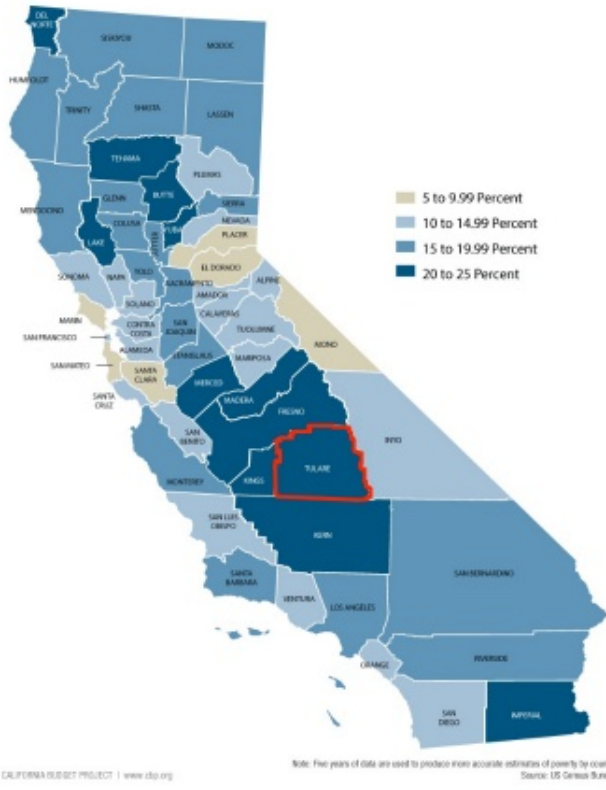 DEL
NORTE
SISKIYOU
MODOC
HUMBOLDT
TRINITY
SHASTA
LASSEN
TEHAMA
PLUMAS
BUTTE
MENDOCINO
GLENN
SIERRA
NEVADA
YUBA
COLUSA
PLACER
LAKE
SUTTER
EL DORADO
SONOMA
NAPA
YOLO
SACRAMENTO
ALPINE
AMADOR
SOLANO
CALAVERAS
MARIN
CONTRA
COSTA
SAN
JOAQUIN
TUOLUMNE
MONO
SAN FRANCISCO
ALAMEDA
STANISLAUS
MARIPOSA
SAN MATEO
SANTA
CLARA
MERCED
MADERA
SANTA
CRUZ
FRESNO
SAN
BENITO
INYO
TULARE
KINGS
MONTEREY
SAN LUIS
OBISPO
KERN
SANTA
BARBARA
SAN BERNARDINO
VENTURA
LOS ANGELES
ORANGE
RIVERSIDE
SAN
DIEGO
IMPERIAL
5 to 9.99 Percent
10 to 14.99 Percent
15 to 19.99 Percent
20 to 25 Percent
Note: Five years of data are used to produce more accurate estimates of poverty by coun
CALIFORNIA BUDGET PROJECT | www.cbp.org
Source: US Census Bure